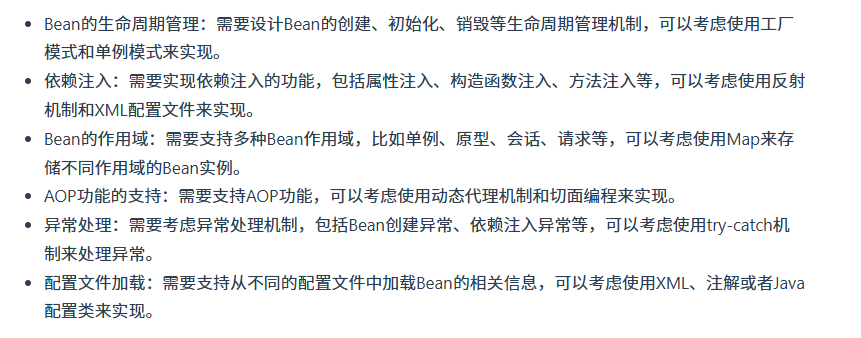 Bean的生命周期管理：需要设计Bean的创建、初始化、销毁等生命周期管理机制，可以考虑使用工厂
模式和单例模式来实现。
依赖注入：需要实现依赖注入的功能，包括属性注入、构造函数注入、方法注入等，可以考虑使用反射
机制和XML配置文件来实现。
Bean的作用域：需要支持多种Bean作用域，比如单例、原型、会话、请求等，可以考虑使用Map来存
储不同作用域的Bean实例。
AOP功能的支持：需要支持AOP功能，可以考虑使用动态代理机制和切面编程来实现。
异常处理：需要考虑异常处理机制，包括Bean创建异常、依赖注入异常等，可以考虑使用try-catch机
制来处理异常。
配置文件加载：需要支持从不同的配置文件中加载Bean的相关信息，可以考虑使用XML、注解或者Java
配置类来实现。